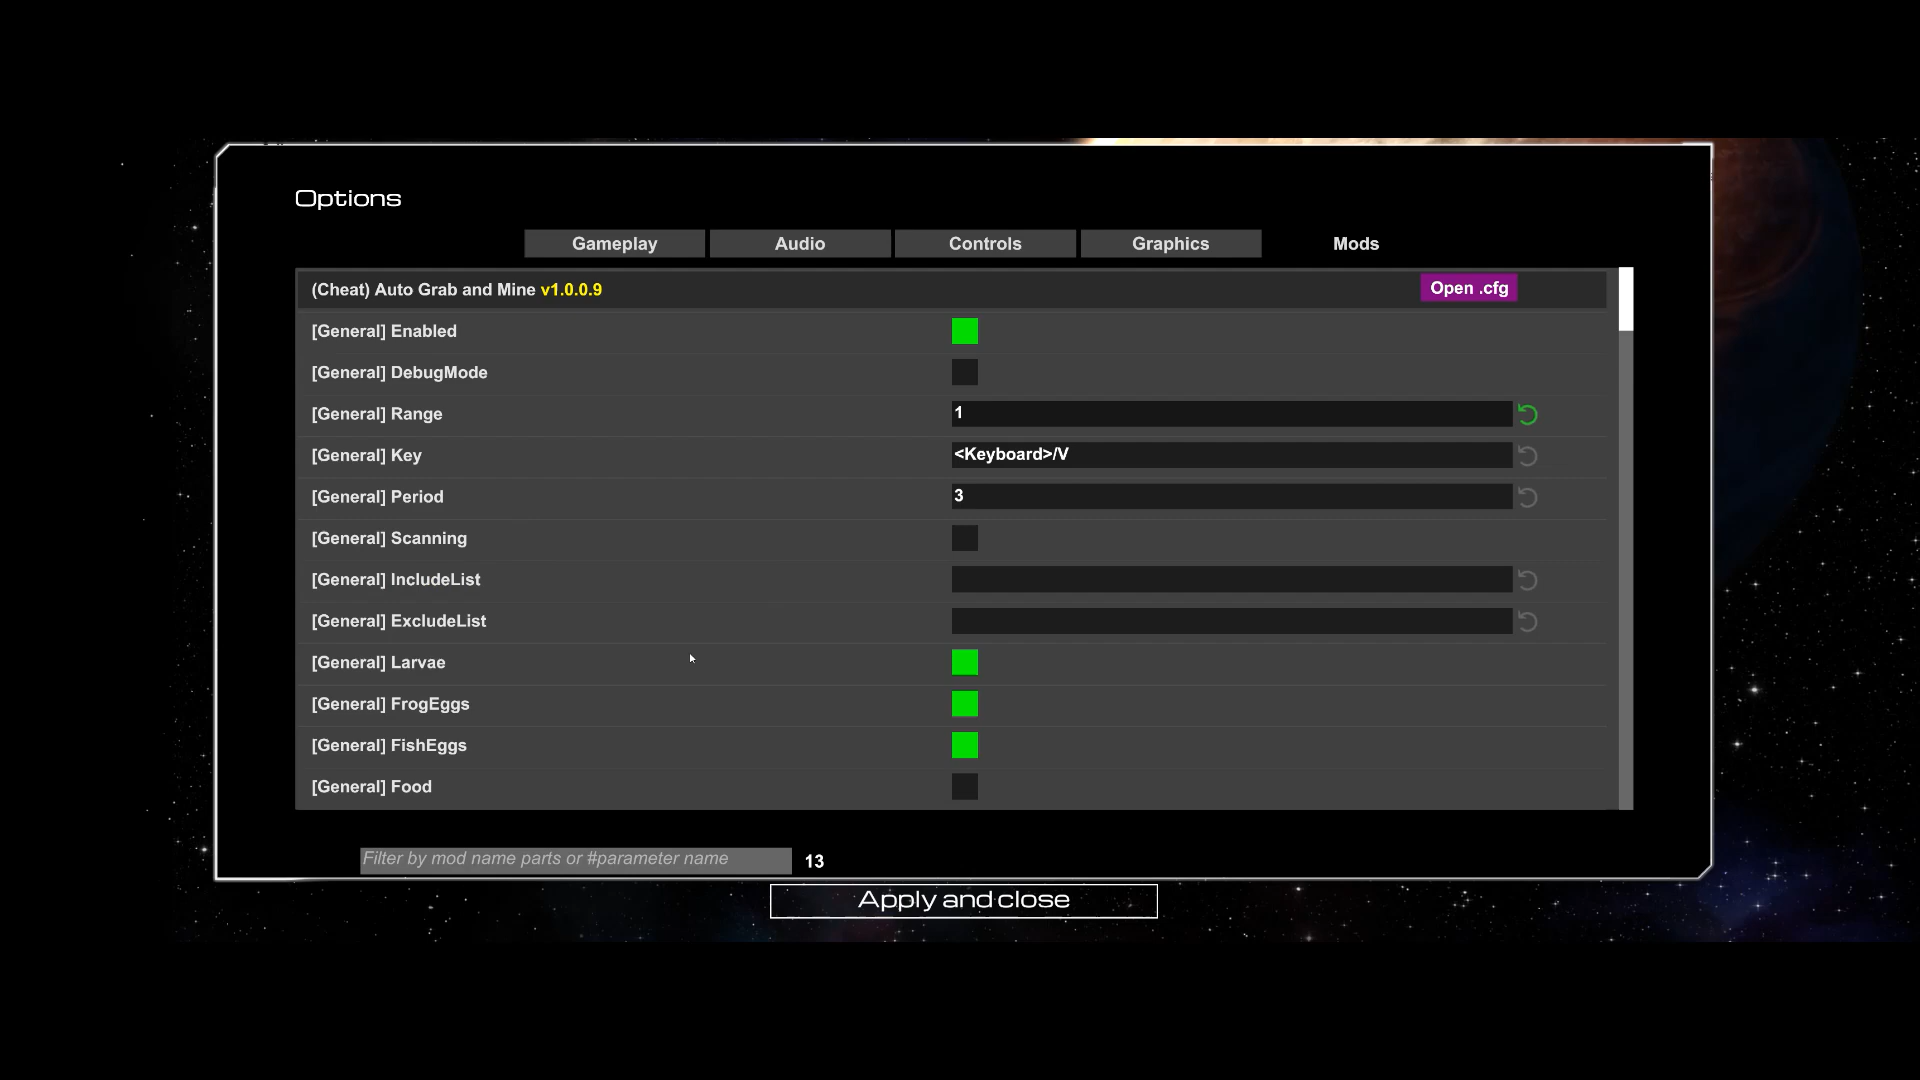 Options
Gameplay Audio Controls Graphics Mods
(Cheat) Auto Grab and Mine v1.0.0.9 Open .cfg
[General] Enabled
[General] DebugMode
[General] Range 1
[General] Key <Keyboard>/V
[General] Period 3
[General] Scanning
[General] IncludeList
[General] ExcludeList
[General] Larvae
[General] FrogEggs
[General] FishEggs
[General] Food
Filter by mod name parts or #parameter name 13
Apply and close